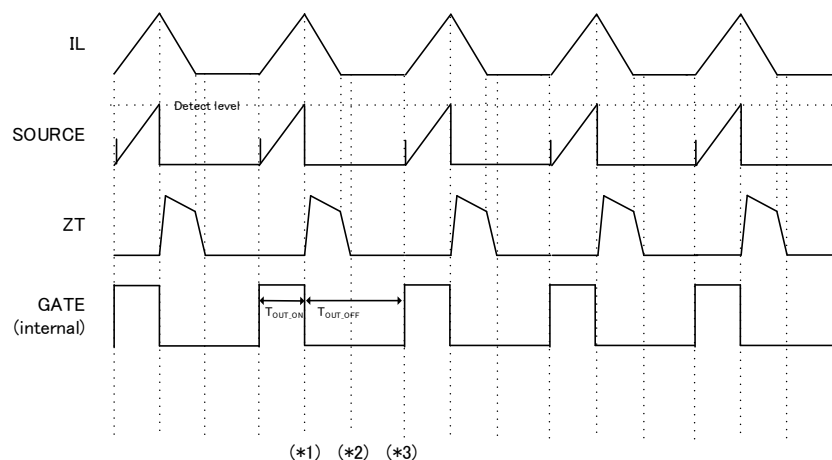 IL
Detect level
SOURCE
ZT
GATE
(internal)
TOUT_ON
TOUT_OFF
(*1) (*2) (*3)